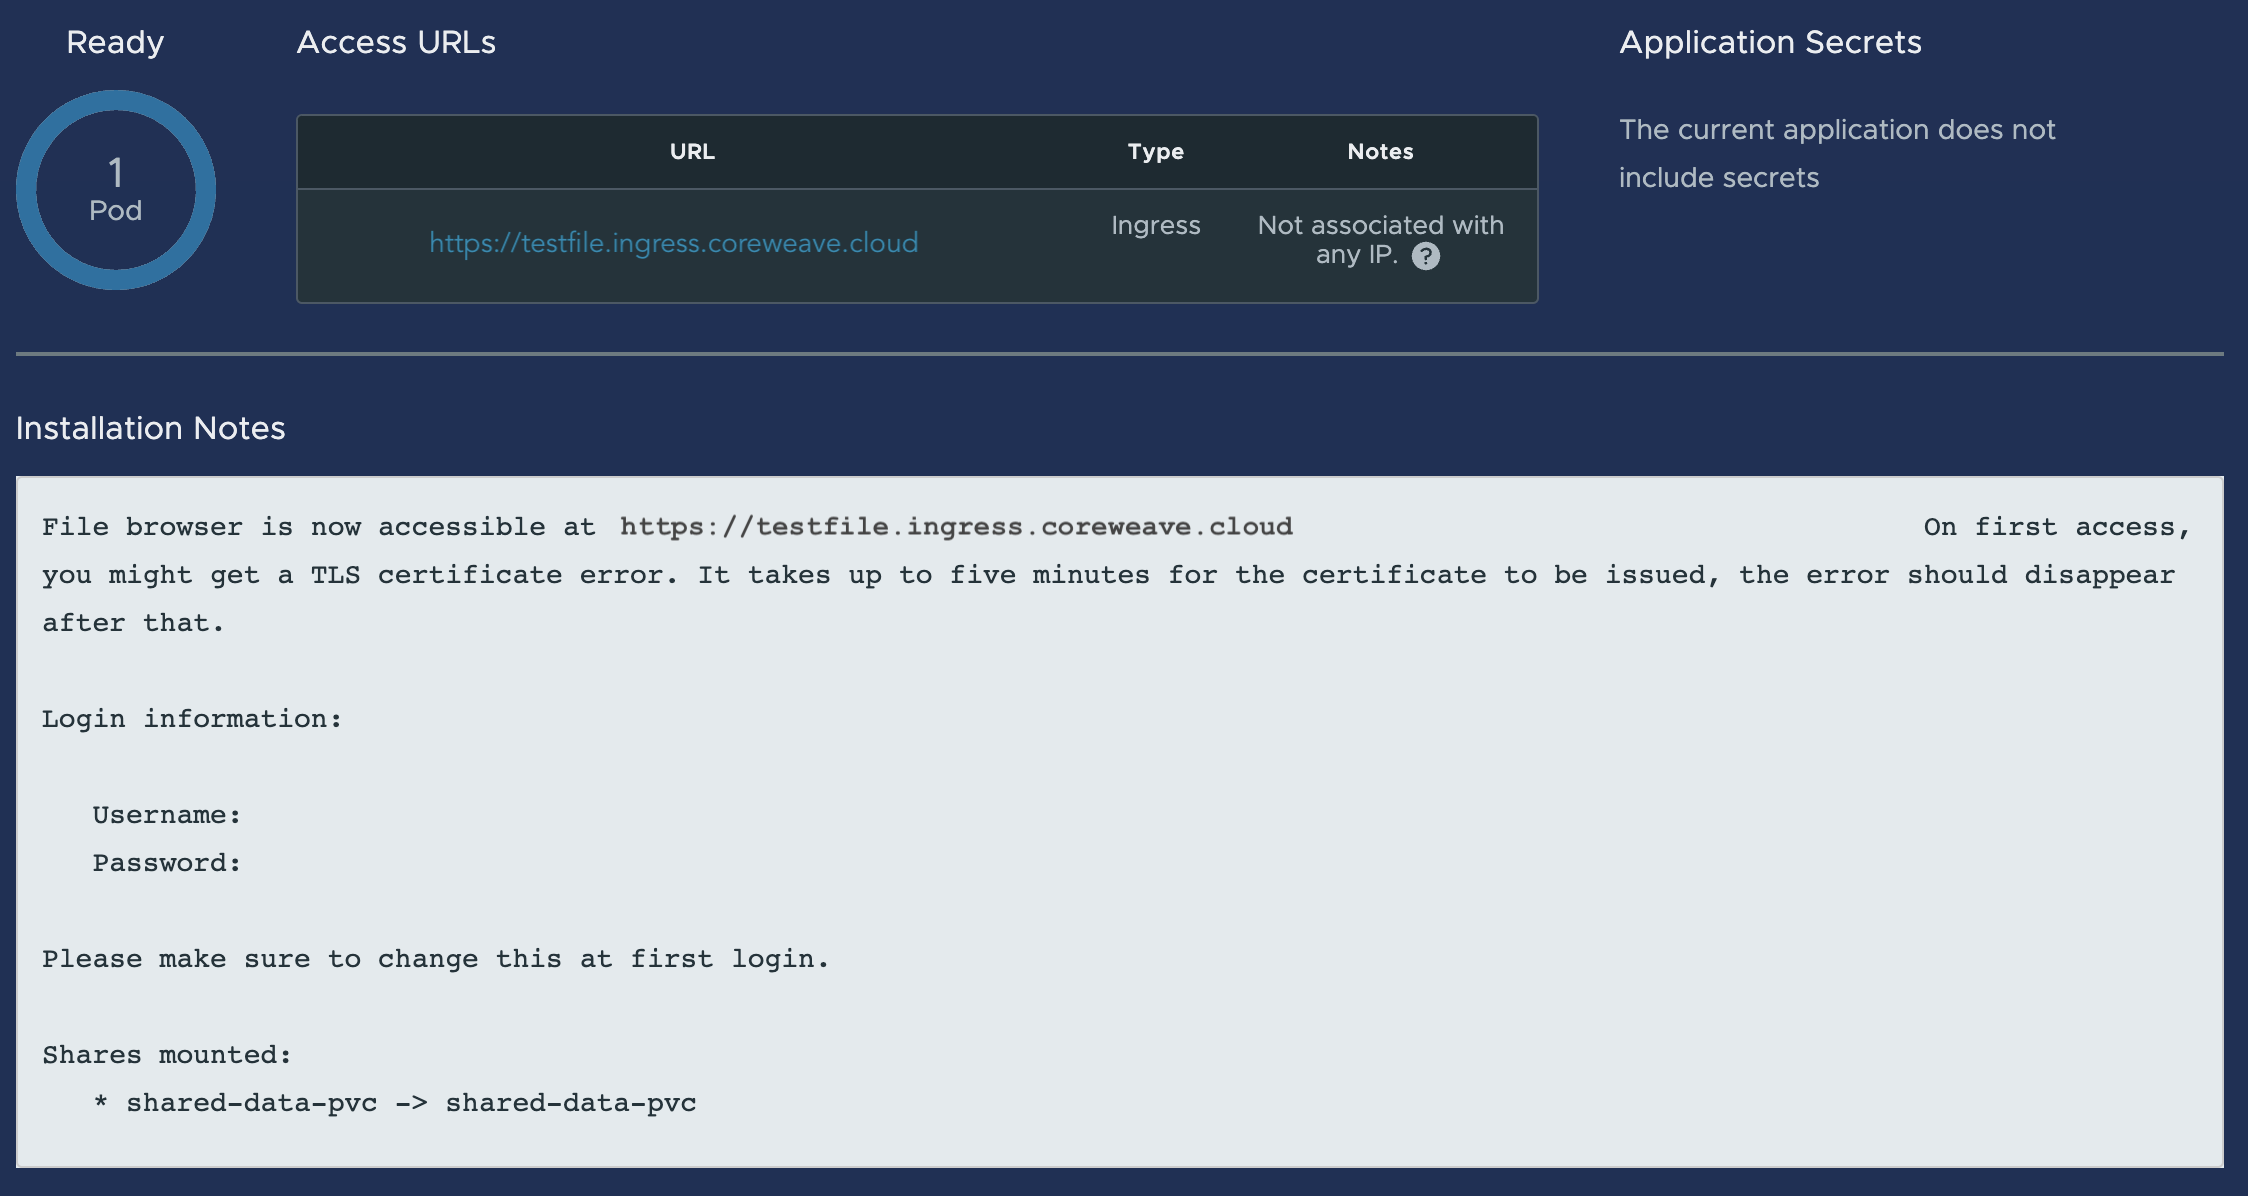 Ready
1
Pod
Access URLs
URL Type Notes
https://testfile.ingress.coreweave.cloud Ingress Not associated with
any IP. ?
Application Secrets
The current application does not
include secrets
Installation Notes
File browser is now accessible at https://testfile.ingress.coreweave.cloud On first access,
you might get a TLS certificate error. It takes up to five minutes for the certificate to be issued, the error should disappear
after that.
Login information:
Username:
Password:
Please make sure to change this at first login.
Shares mounted:
* shared-data-pvc -> shared-data-pvc